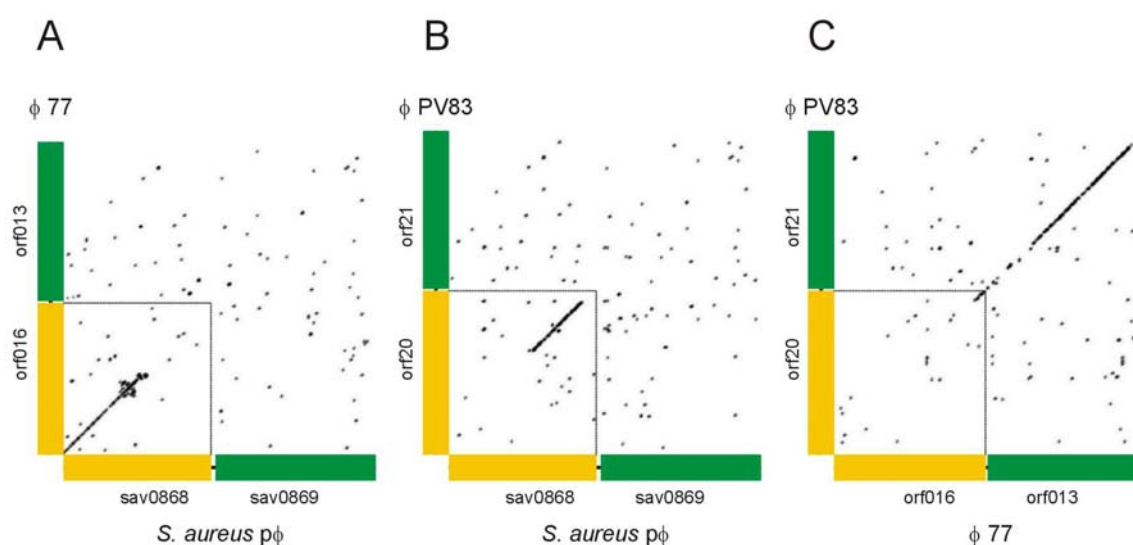 A
B
C
ϕ 77
ϕ PV83
ϕ PV83
orf013
orf016
orf21
orf20
orf21
orf20
sav0868
sav0869
sav0868
sav0869
orf016
orf013
S. aureus pϕ
S. aureus pϕ
ϕ 77